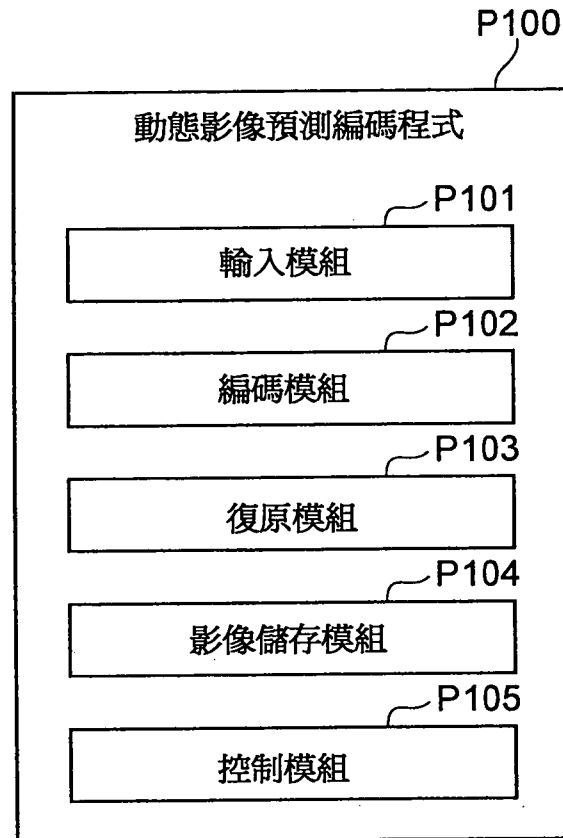 P100
動態影像預測編碼程式
P101
輸入模組
P102
編碼模組
P103
復原模組
P104
影像儲存模組
P105
控制模組